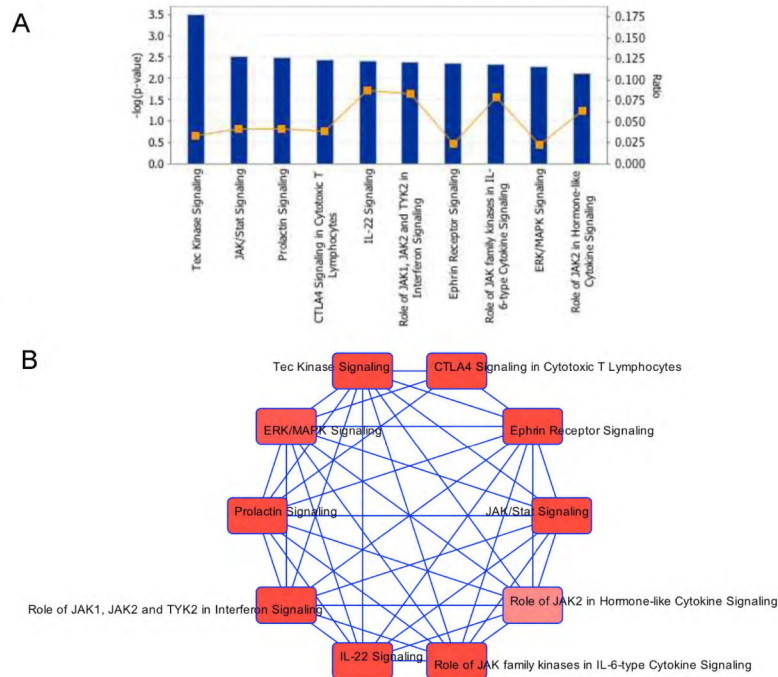 A
3.5
3.0
2.5
2.0
1.5
1.0
0.5
0.0
-log(p-value)
0.175
0.150
0.125
0.100
0.075
0.050
0.025
0.000
Ratio
Tec Kinase Signaling
JAK/Stat Signaling
Prolactin Signaling
CTLA4 Signaling in Cytotoxic T
Lymphocytes
IL-22 Signaling
Role of JAK1, JAK2 and TYK2 in
Interferon Signaling
Ephrin Receptor Signaling
Role of JAK family kinases in IL-
6-type Cytokine Signaling
ERK/MAPK Signaling
Role of JAK2 in Hormone-like
Cytokine Signaling
B
Tec Kinase Signaling
CTLA4 Signaling in Cytotoxic T Lymphocytes
ERK/MAPK Signaling
Ephrin Receptor Signaling
Prolactin Signaling
JAK/Stat Signaling
Role of JAK1, JAK2 and TYK2 in Interferon Signaling
Role of JAK2 in Hormone-like Cytokine Signaling
IL-22 Signaling
Role of JAK family kinases in IL-6-type Cytokine Signaling